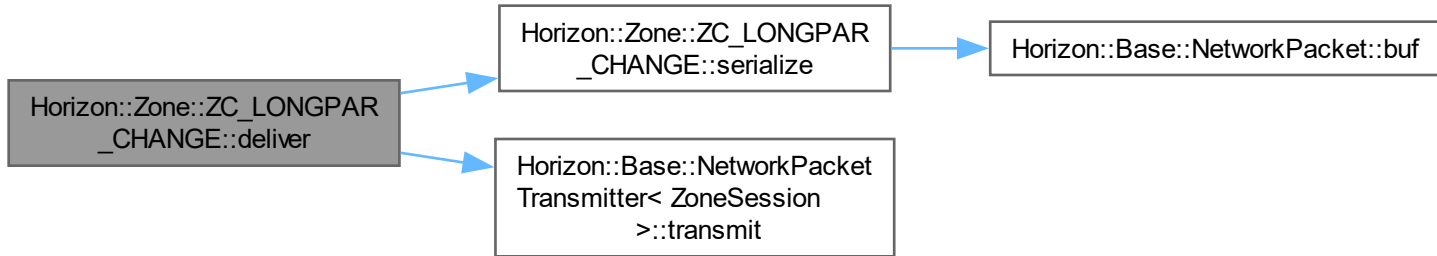 Horizon::Zone::ZC_LONGPAR
_CHANGE::deliver
Horizon::Zone::ZC_LONGPAR
_CHANGE::serialize
Horizon::Base::NetworkPacket::buf
Horizon::Base::NetworkPacket
Transmitter< ZoneSession
>::transmit